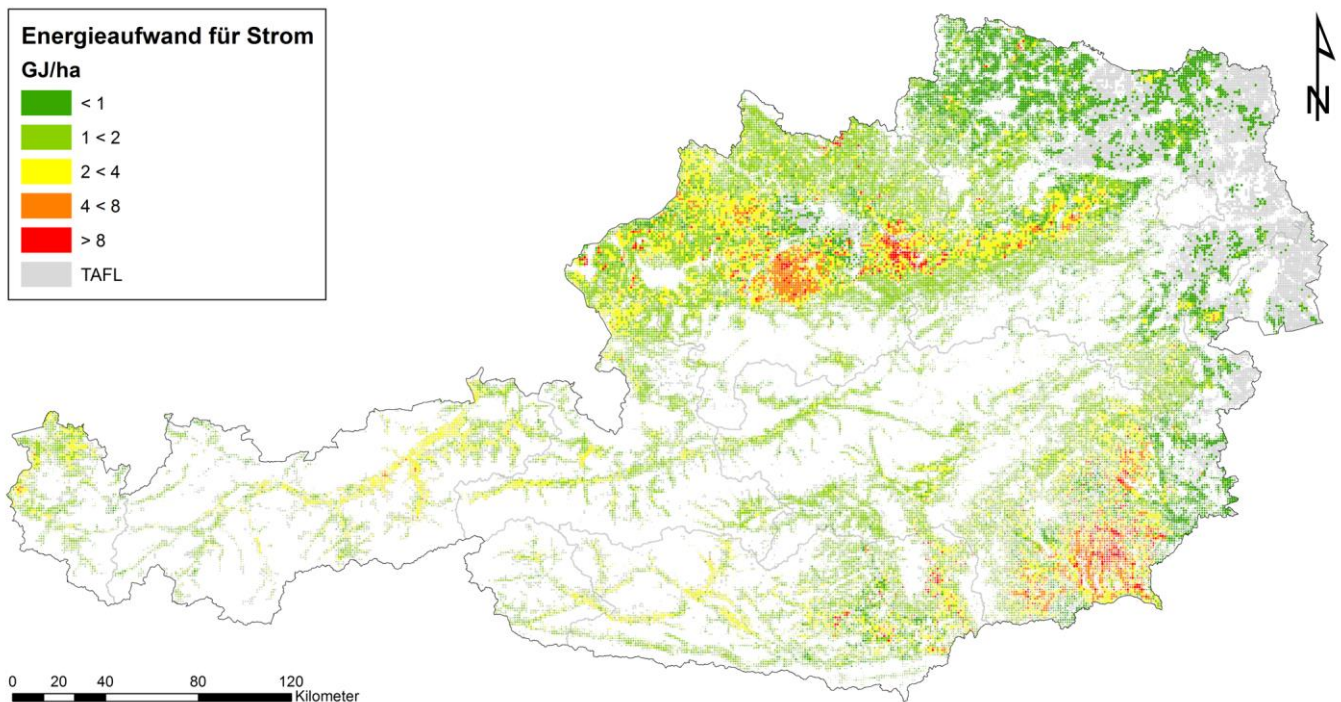 Energieaufwand für Strom
GJ/ha
< 1
1 < 2
2 < 4
4 < 8
> 8
TAFL
N
0 20 40 80 120
Kilometer